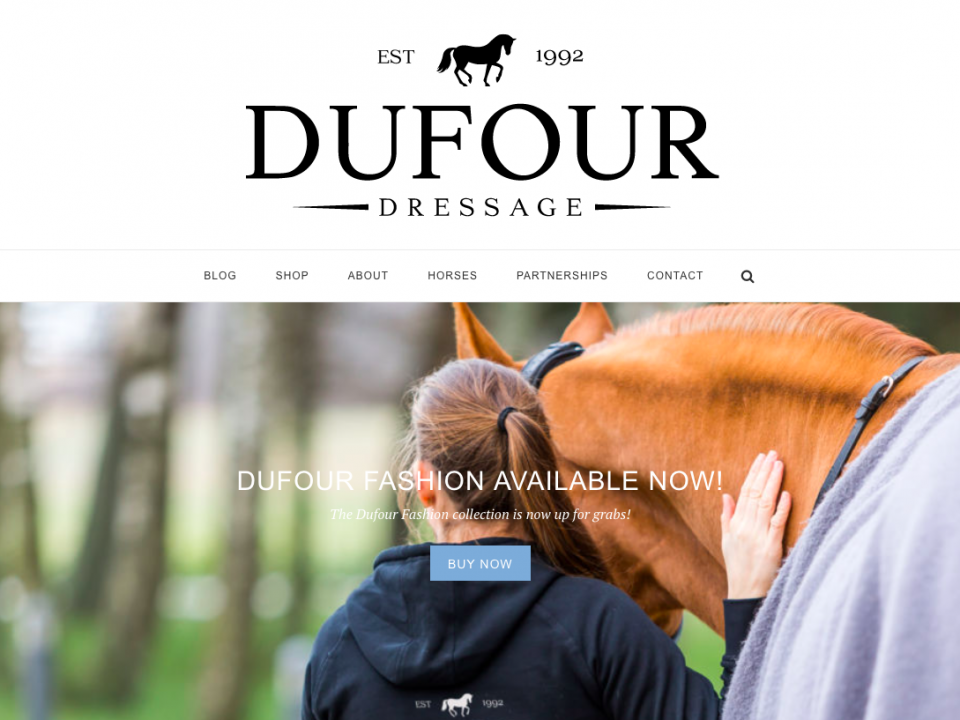 EST 1992
DUFOUR
DRESSAGE
BLOG SHOP ABOUT HORSES PARTNERSHIPS CONTACT
DUFOUR FASHION AVAILABLE NOW!
The Dufour Fashion collection is now up for grabs!
BUY NOW
EST 1992